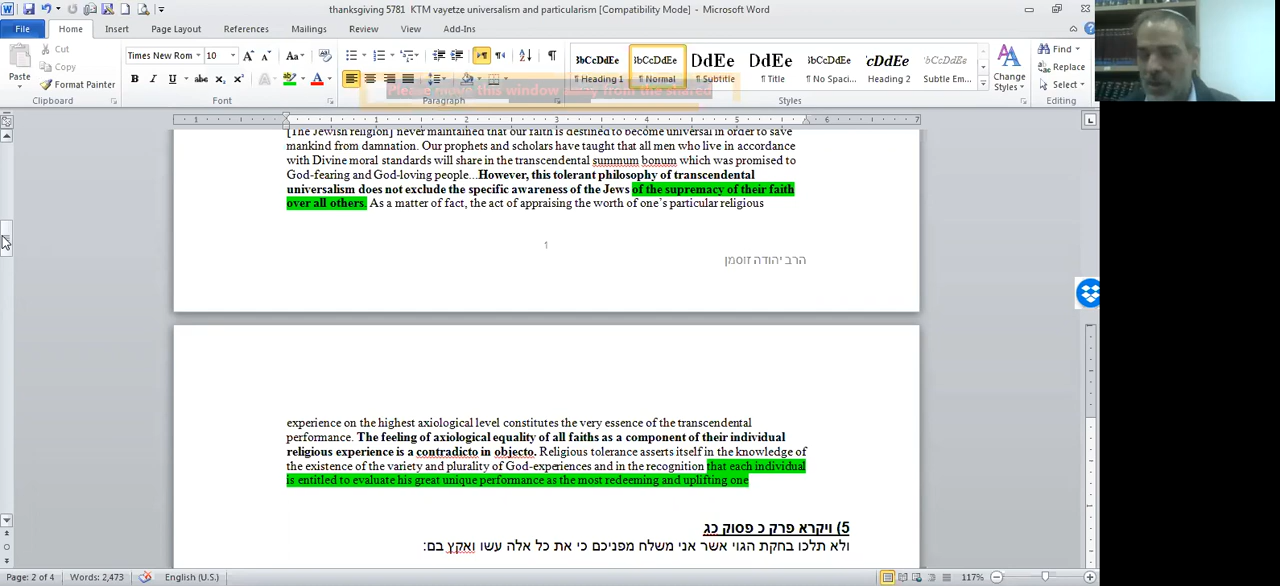 thanksgiving 5781 KTM vayetze universalism and particularism [Compatibility Mode] - Microsoft Word
File Home Insert Page Layout References Mailings Review View Add-Ins
Cut
Copy
Format Painter
Paste
Clipboard
Times New Rom 10
Font
Paragraph
Please move this window away from the shared
AaBbCcDdEe AaBbCcDdEe AaBbCcDdEe
Heading 1 Normal Subtitle Title No Spaci... Heading 2 Subtle Em...
Change Styles
Styles
Find
Replace
Select
Editing
[The Jewish religion] never maintained that our faith is destined to become universal in order to save
mankind from damnation. Our prophets and scholars have taught that all men who live in accordance
with Divine moral standards will share in the transcendental summum bonum which was promised to
God-fearing and God-loving people...However, this tolerant philosophy of transcendental
universalism does not exclude the specific awareness of the Jews of the supremacy of their faith
over all others. As a matter of fact, the act of appraising the worth of one's particular religious
1
הרב יהודה זוסמן
experience on the highest axiological level constitutes the very essence of the transcendental
performance. The feeling of axiological equality of all faiths as a component of their individual
religious experience is a contradicto in objecto. Religious tolerance asserts itself in the knowledge of
the existence of the variety and plurality of God-experiences and in the recognition that each individual
is entitled to evaluate his great unique performance as the most redeeming and uplifting one
5) ויקרא פרק כ פסוק כג
ולא תלכו בחקת הגוי אשר אני משלח מפניכם כי את כל אלה עשו ואקץ בם:
Page: 2 of 4 Words: 2,473 English (U.S.) 117%